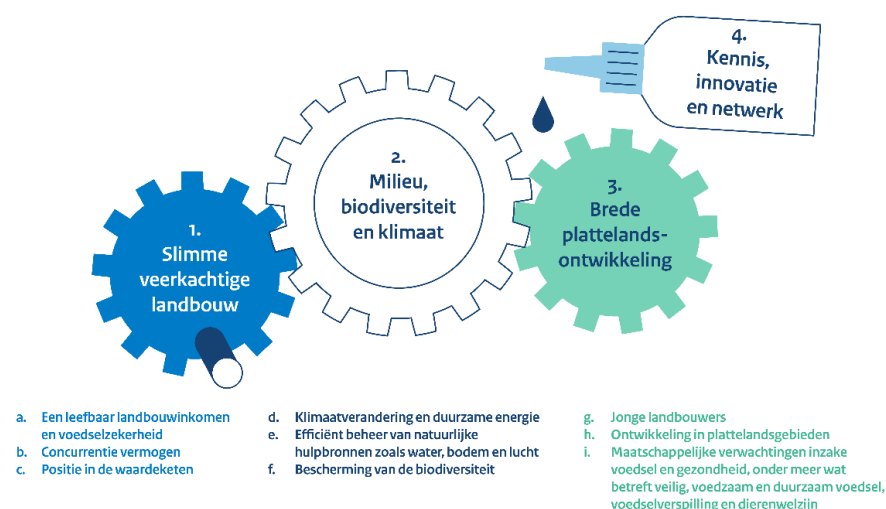 1.
Slimme
veerkachtige
landbouw
2.
Milieu,
biodiversiteit
en klimaat
3.
Brede
plattelands-
ontwikkeling
4.
Kennis,
innovatie
en netwerk
a. Een leefbaar landbouwinkomen
en voedselzekerheid
b. Concurrentie vermogen
c. Positie in de waardeketen
d. Klimaatverandering en duurzame energie
e. Efficiënt beheer van natuurlijke
hulpbronnen zoals water, bodem en lucht
f. Bescherming van de biodiversiteit
g. Jonge landbouwers
h. Ontwikkeling in plattelandsgebieden
i. Maatschappelijke verwachtingen inzake
voedsel en gezondheid, onder meer wat
betreft veilig, voedzaam en duurzaam voedsel,
voedselverspilling en dierenwelzijn